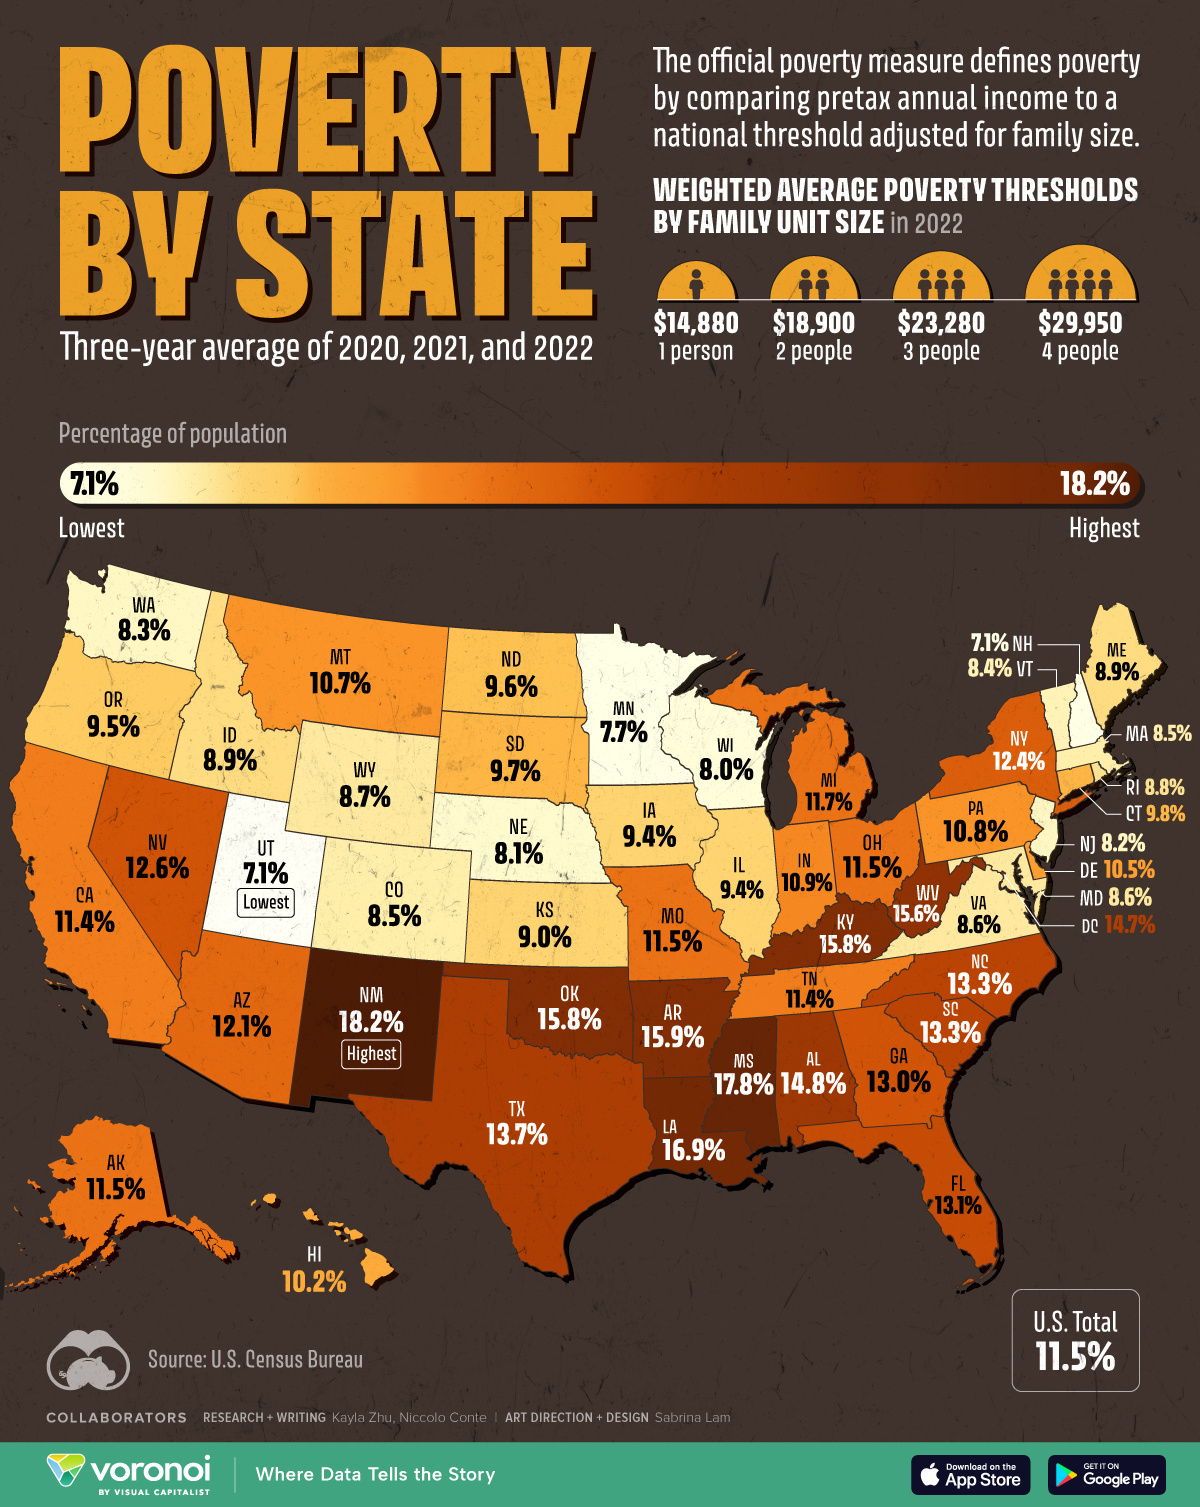 POVERTY
BY STATE
Three-year average of 2020, 2021, and 2022
The official poverty measure defines poverty
by comparing pretax annual income to a
national threshold adjusted for family size.
WEIGHTED AVERAGE POVERTY THRESHOLDS
BY FAMILY UNIT SIZE in 2022
$14,880
1 person
$18,900
2 people
$23,280
3 people
$29,950
4 people
Percentage of population
7.1%
18.2%
Lowest
Highest
WA
8.3%
OR
9.5%
ID
8.9%
MT
10.7%
ND
9.6%
SD
9.7%
WY
8.7%
MN
7.7%
WI
8.0%
MI
11.7%
7.1% NH
8.4% VT
ME
8.9%
NY
12.4%
MA 8.5%
RI 8.8%
CT 9.8%
PA
10.8%
NJ 8.2%
DE 10.5%
MD 8.6%
DC 14.7%
NV
12.6%
UT
7.1%
Lowest
CA
11.4%
CO
8.5%
NE
8.1%
KS
9.0%
IA
9.4%
IL
9.4%
IN
10.9%
OH
11.5%
WV
15.6%
VA
8.6%
MO
11.5%
KY
15.8%
TN
11.4%
NC
13.3%
SC
13.3%
AZ
12.1%
NM
18.2%
Highest
OK
15.8%
AR
15.9%
MS
17.8%
AL
14.8%
GA
13.0%
TX
13.7%
LA
16.9%
FL
13.1%
AK
11.5%
HI
10.2%
U.S. Total
11.5%
Source: U.S. Census Bureau
COLLABORATORS RESEARCH + WRITING Kayla Zhu, Niccolo Conte | ART DIRECTION + DESIGN Sabrina Lam
voronoi
BY VISUAL CAPITALIST
Where Data Tells the Story
Download on the
App Store
GET IT ON
Google Play